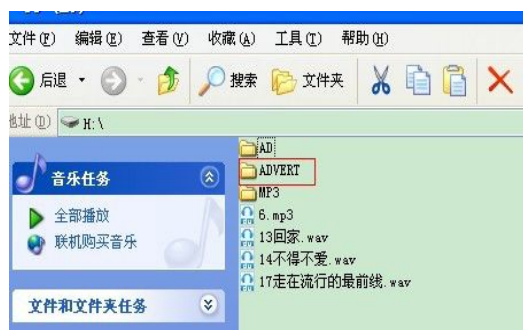 文件(F) 编辑(E) 查看(V) 收藏(A) 工具(T) 帮助(H)
后退 搜索 文件夹
地址(D) H:\
AD
音乐任务
ADVERT
MP3
全部播放
6.mp3
联机购买音乐
13回家.wav
14不得不爱.wav
17走在流行的最前线.wav
文件和文件夹任务